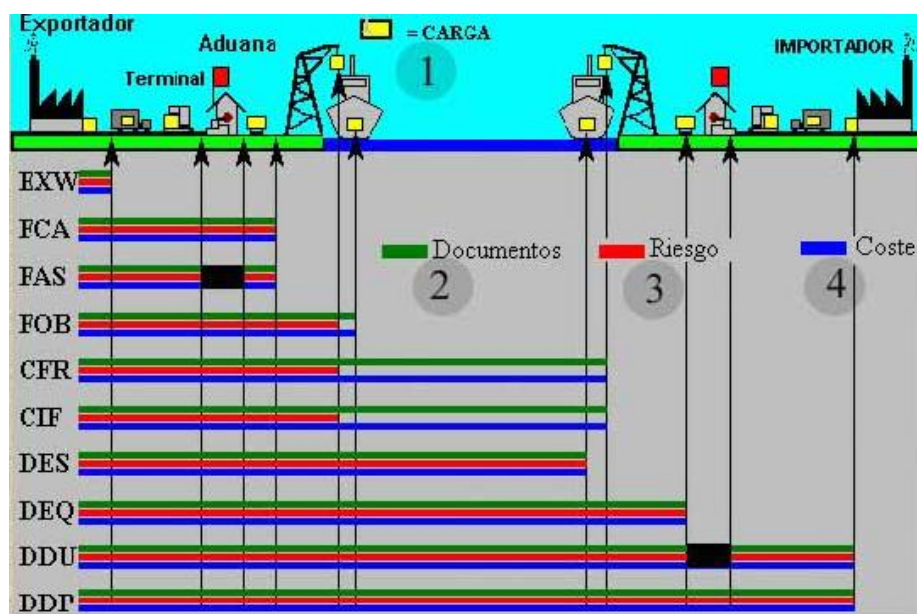 Exportador
= CARGA
Aduana
IMPORTADOR
Terminal
1
EXW
FCA
Documentos Riesgo Coste
FAS
2 3 4
FOB
CFR
CIF
DES
DEQ
DDU
DDP